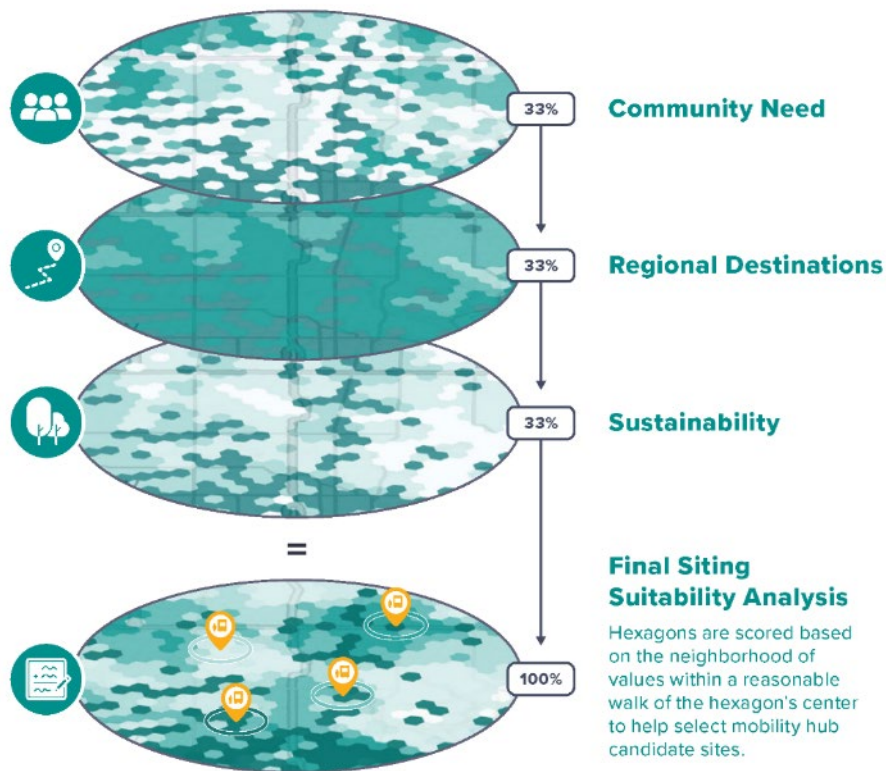 33%
Community Need
33%
Regional Destinations
33%
Sustainability
=
Final Siting
Suitability Analysis
Hexagons are scored based
on the neighborhood of
values within a reasonable
walk of the hexagon's center
to help select mobility hub
candidate sites.
100%